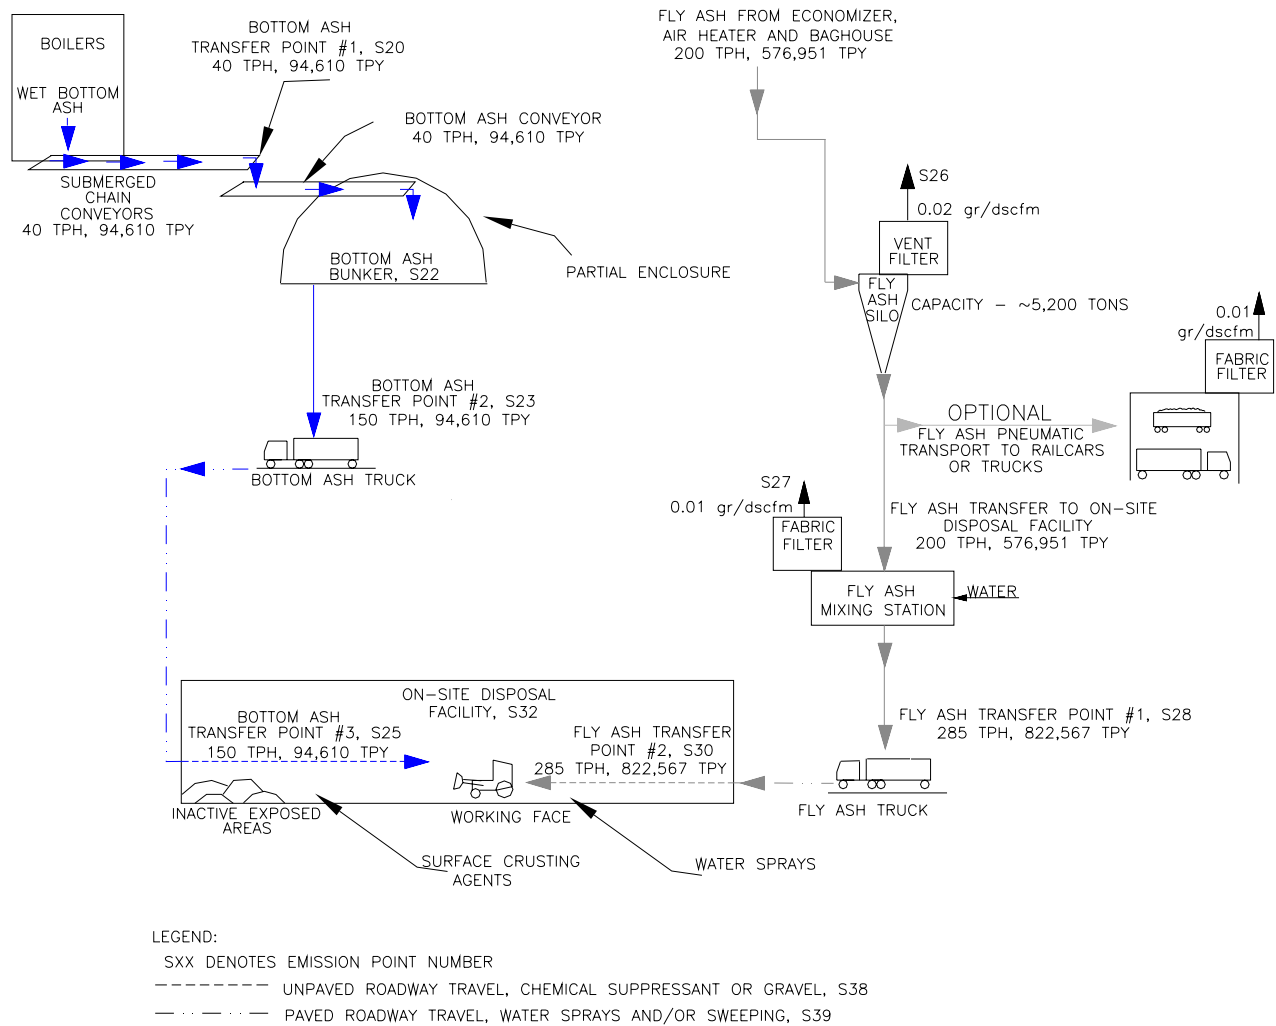 BOILERS
WET BOTTOM
ASH
BOTTOM ASH
TRANSFER POINT #1, S20
40 TPH, 94,610 TPY
BOTTOM ASH CONVEYOR
40 TPH, 94,610 TPY
SUBMERGED
CHAIN
CONVEYORS
40 TPH, 94,610 TPY
BOTTOM ASH
BUNKER, S22
PARTIAL ENCLOSURE
BOTTOM ASH
TRANSFER POINT #2, S23
150 TPH, 94,610 TPY
BOTTOM ASH TRUCK
FLY ASH FROM ECONOMIZER,
AIR HEATER AND BAGHOUSE
200 TPH, 576,951 TPY
S26
0.02 gr/dscfm
VENT
FILTER
FLY
ASH
SILO
CAPACITY - ~5,200 TONS
0.01
gr/dscfm
FABRIC
FILTER
OPTIONAL
FLY ASH PNEUMATIC
TRANSPORT TO RAILCARS
OR TRUCKS
S27
0.01 gr/dscfm
FABRIC
FILTER
FLY ASH TRANSFER TO ON-SITE
DISPOSAL FACILITY
200 TPH, 576,951 TPY
FLY ASH
MIXING STATION
WATER
FLY ASH TRANSFER POINT #1, S28
285 TPH, 822,567 TPY
FLY ASH TRUCK
ON-SITE DISPOSAL
FACILITY, S32
BOTTOM ASH
TRANSFER POINT #3, S25
150 TPH, 94,610 TPY
FLY ASH TRANSFER
POINT #2, S30
285 TPH, 822,567 TPY
INACTIVE EXPOSED
AREAS
WORKING FACE
SURFACE CRUSTING
AGENTS
WATER SPRAYS
LEGEND:
SXX DENOTES EMISSION POINT NUMBER
UNPAVED ROADWAY TRAVEL, CHEMICAL SUPPRESSANT OR GRAVEL, S38
PAVED ROADWAY TRAVEL, WATER SPRAYS AND/OR SWEEPING, S39